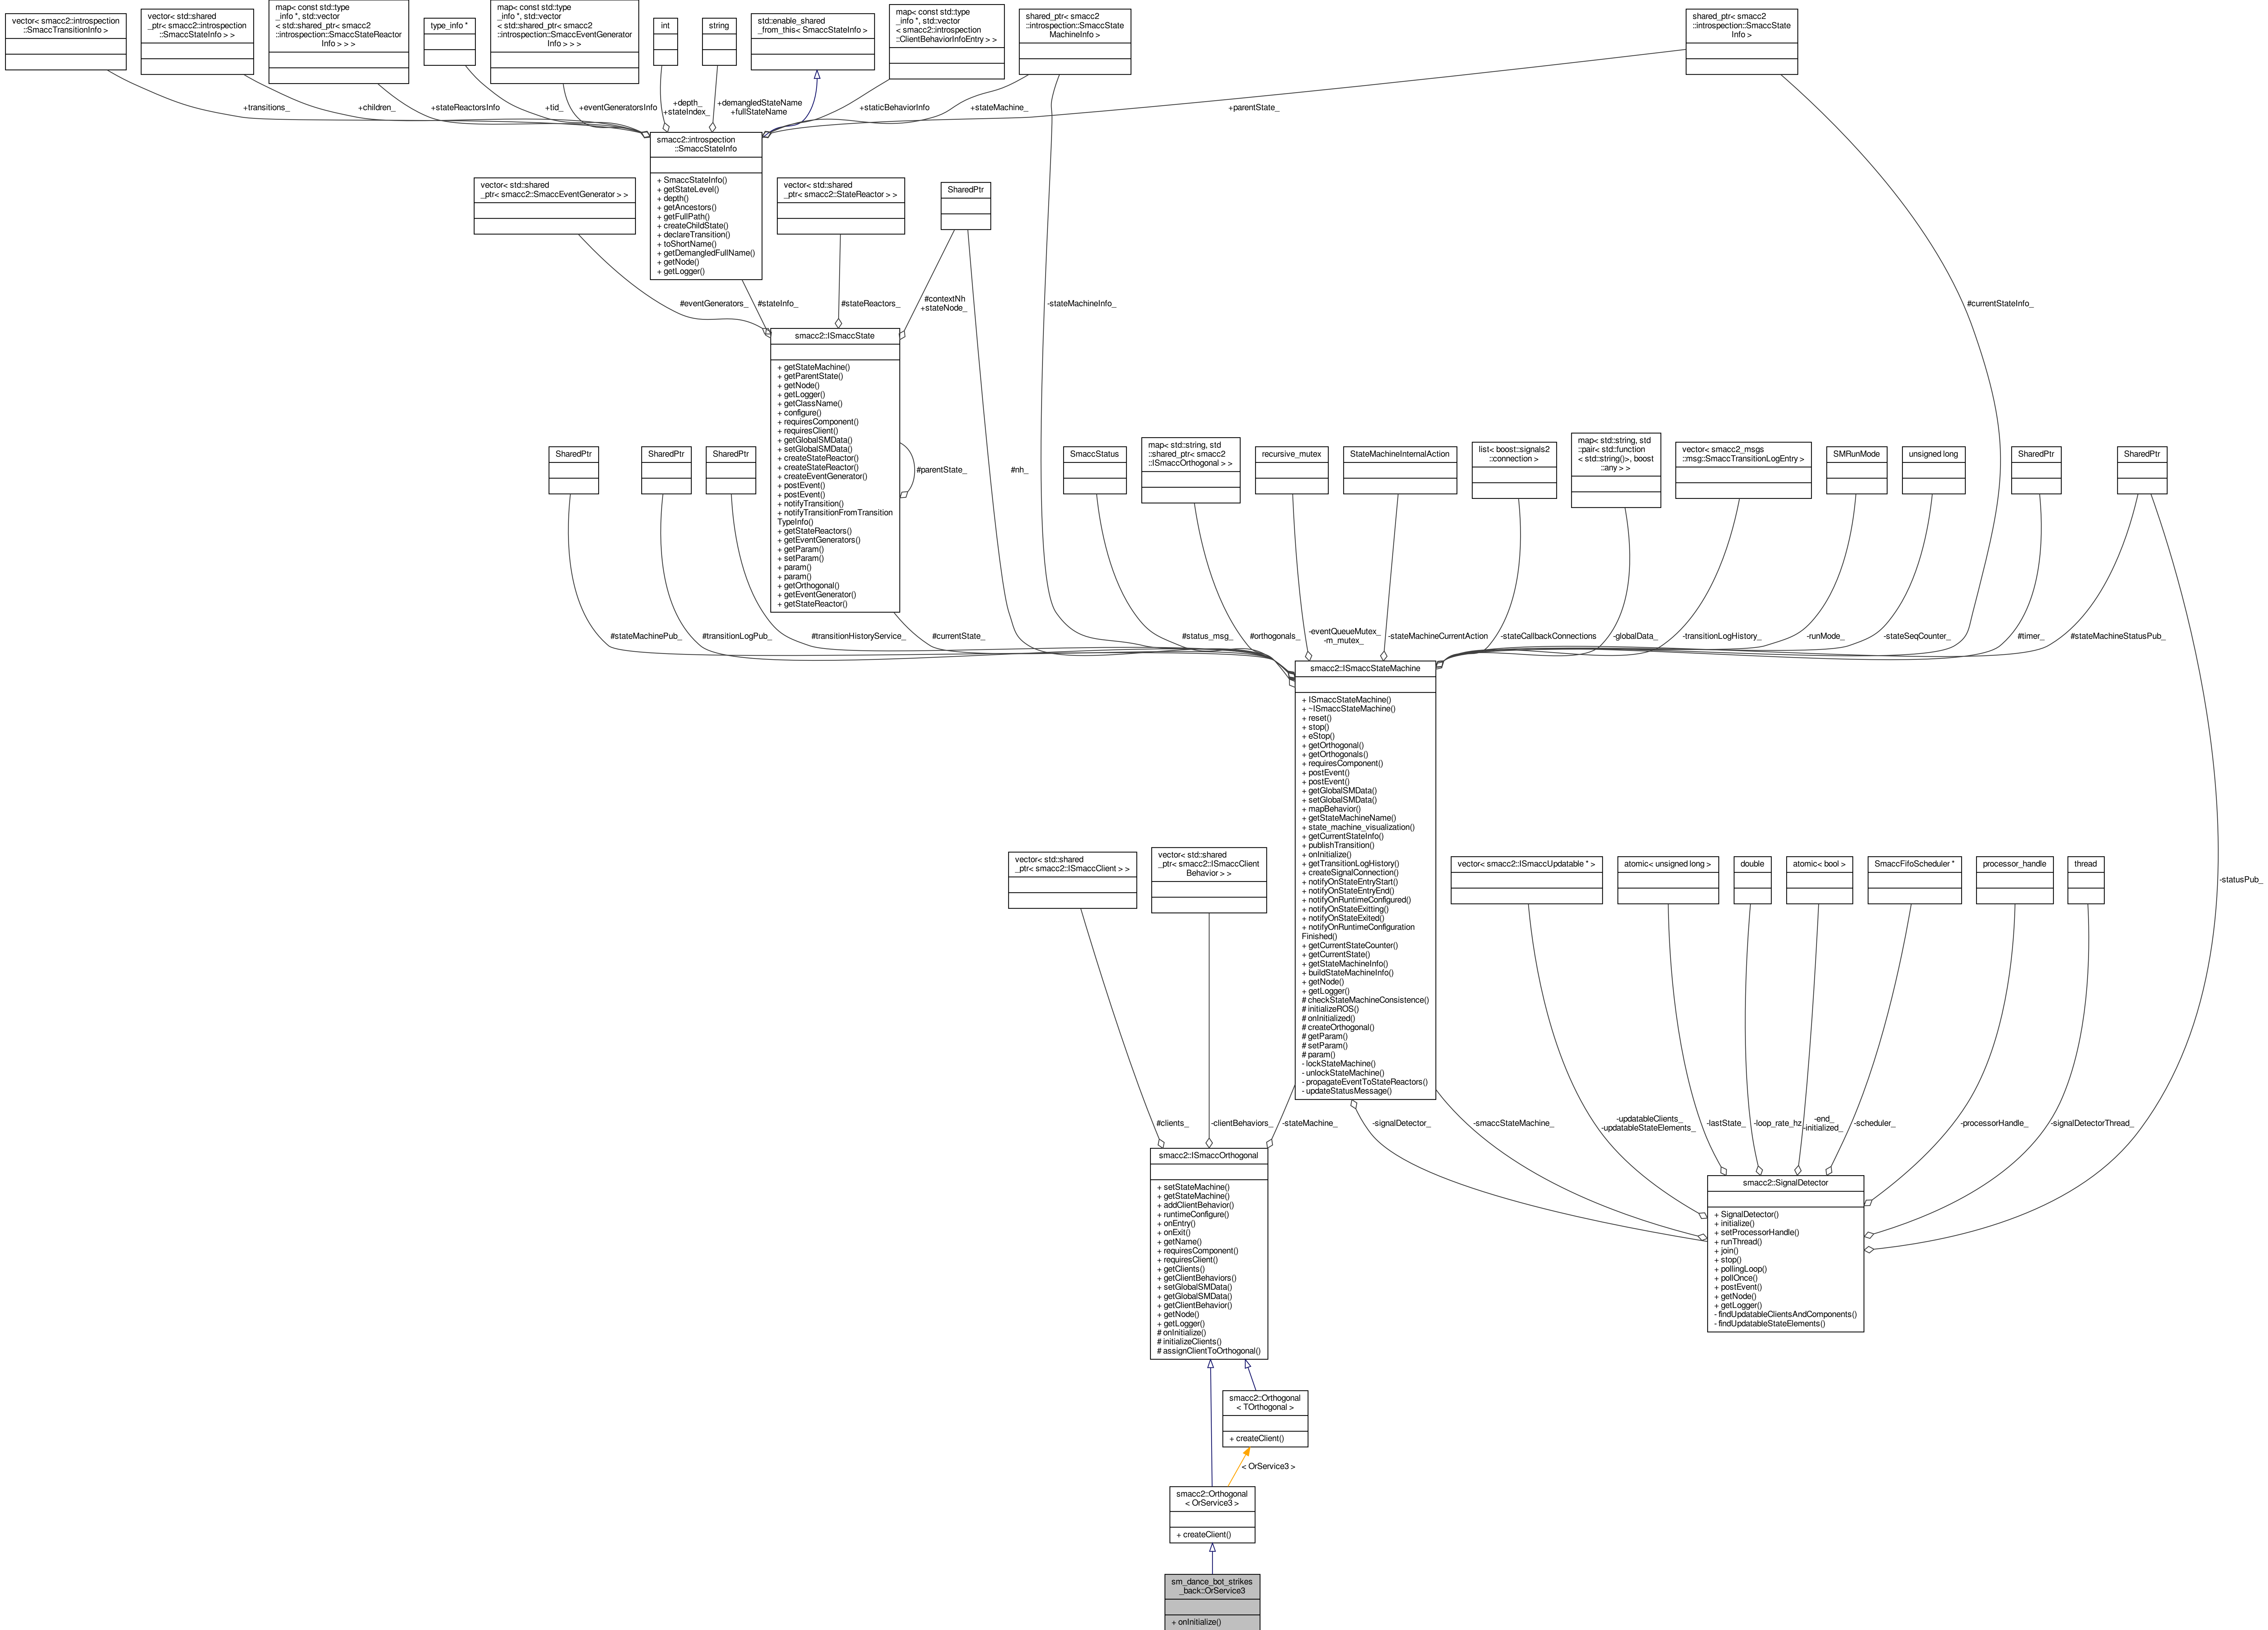 vector< smacc2::introspection
::SmaccTransitionInfo >
vector< std::shared
_ptr< smacc2::introspection
::SmaccStateInfo > >
map< const std::type
_info *, std::vector
< std::shared_ptr< smacc2
::introspection::SmaccStateReactor
Info > > >
type_info *
map< const std::type
_info *, std::vector
< std::shared_ptr< smacc2
::introspection::SmaccEventGenerator
Info > > >
int
string
std::enable_shared
_from_this< SmaccStateInfo >
map< const std::type
_info *, std::vector
< smacc2::introspection
::ClientBehaviorInfoEntry > >
shared_ptr< smacc2
::introspection::SmaccState
MachineInfo >
shared_ptr< smacc2
::introspection::SmaccState
Info >
+transitions_
+children_
+stateReactorsInfo
+tid_
+eventGeneratorsInfo
+depth_
+stateIndex_
+demangledStateName
+fullStateName
+staticBehaviorInfo
+stateMachine_
+parentState_
smacc2::introspection
::SmaccStateInfo
+ SmaccStateInfo()
+ getStateLevel()
+ depth()
+ getAncestors()
+ getFullPath()
+ createChildState()
+ declareTransition()
+ toShortName()
+ getDemangledFullName()
+ getNode()
+ getLogger()
vector< std::shared
_ptr< smacc2::SmaccEventGenerator > >
vector< std::shared
_ptr< smacc2::StateReactor > >
SharedPtr
#eventGenerators_
#stateInfo_
#stateReactors_
#contextNh
+stateNode_
-stateMachineInfo_
#currentStateInfo_
smacc2::ISmaccState
+ getStateMachine()
+ getParentState()
+ getNode()
+ getLogger()
+ getClassName()
+ configure()
+ requiresComponent()
+ requiresClient()
+ getGlobalSMData()
+ setGlobalSMData()
+ createStateReactor()
+ createStateReactor()
+ createEventGenerator()
+ postEvent()
+ postEvent()
+ notifyTransition()
+ notifyTransitionFromTransition
TypeInfo()
+ getStateReactors()
+ getEventGenerators()
+ getParam()
+ setParam()
+ param()
+ param()
+ getOrthogonal()
+ getEventGenerator()
+ getStateReactor()
#parentState_
#nh_
SharedPtr
SharedPtr
SharedPtr
SmaccStatus
map< std::string, std
::shared_ptr< smacc2
::ISmaccOrthogonal > >
recursive_mutex
StateMachineInternalAction
list< boost::signals2
::connection >
map< std::string, std
::pair< std::function
< std::string()>, boost
::any > >
vector< smacc2_msgs
::msg::SmaccTransitionLogEntry >
SMRunMode
unsigned long
SharedPtr
SharedPtr
#stateMachinePub_
#transitionLogPub_
#transitionHistoryService_
#currentState_
#status_msg_
#orthogonals_
-eventQueueMutex_
-m_mutex_
-stateMachineCurrentAction
-stateCallbackConnections
-globalData_
-transitionLogHistory_
-runMode_
-stateSeqCounter_
#timer_
#stateMachineStatusPub_
smacc2::ISmaccStateMachine
+ ISmaccStateMachine()
+ ~ISmaccStateMachine()
+ reset()
+ stop()
+ eStop()
+ getOrthogonal()
+ getOrthogonals()
+ requiresComponent()
+ postEvent()
+ postEvent()
+ getGlobalSMData()
+ setGlobalSMData()
+ mapBehavior()
+ getStateMachineName()
+ state_machine_visualization()
+ getCurrentStateInfo()
+ publishTransition()
+ onInitialize()
+ getTransitionLogHistory()
+ createSignalConnection()
+ notifyOnStateEntryStart()
+ notifyOnStateEntryEnd()
+ notifyOnRuntimeConfigured()
+ notifyOnStateExitting()
+ notifyOnStateExited()
+ notifyOnRuntimeConfiguration
Finished()
+ getCurrentStateCounter()
+ getCurrentState()
+ getStateMachineInfo()
+ buildStateMachineInfo()
+ getNode()
+ getLogger()
# checkStateMachineConsistence()
# initializeROS()
# onInitialized()
# createOrthogonal()
# getParam()
# setParam()
# param()
- lockStateMachine()
- unlockStateMachine()
- propagateEventToStateReactors()
- updateStatusMessage()
vector< std::shared
_ptr< smacc2::ISmaccClient > >
vector< std::shared
_ptr< smacc2::ISmaccClient
Behavior > >
vector< smacc2::ISmaccUpdatable * >
atomic< unsigned long >
double
atomic< bool >
SmaccFifoScheduler *
processor_handle
thread
-statusPub_
#clients_
-clientBehaviors_
-stateMachine_
-signalDetector_
-smaccStateMachine_
-updatableClients_
-updatableStateElements_
-lastState_
-loop_rate_hz
-end_
-initialized_
-scheduler_
-processorHandle_
-signalDetectorThread_
smacc2::ISmaccOrthogonal
+ setStateMachine()
+ getStateMachine()
+ addClientBehavior()
+ runtimeConfigure()
+ onEntry()
+ onExit()
+ getName()
+ requiresComponent()
+ requiresClient()
+ getClients()
+ getClientBehaviors()
+ setGlobalSMData()
+ getGlobalSMData()
+ getClientBehavior()
+ getNode()
+ getLogger()
# onInitialize()
# initializeClients()
# assignClientToOrthogonal()
smacc2::SignalDetector
+ SignalDetector()
+ initialize()
+ setProcessorHandle()
+ runThread()
+ join()
+ stop()
+ pollingLoop()
+ pollOnce()
+ postEvent()
+ getNode()
+ getLogger()
- findUpdatableClientsAndComponents()
- findUpdatableStateElements()
smacc2::Orthogonal
< TOrthogonal >
+ createClient()
< OrService3 >
smacc2::Orthogonal
< OrService3 >
+ createClient()
sm_dance_bot_strikes
_back::OrService3
+ onInitialize()